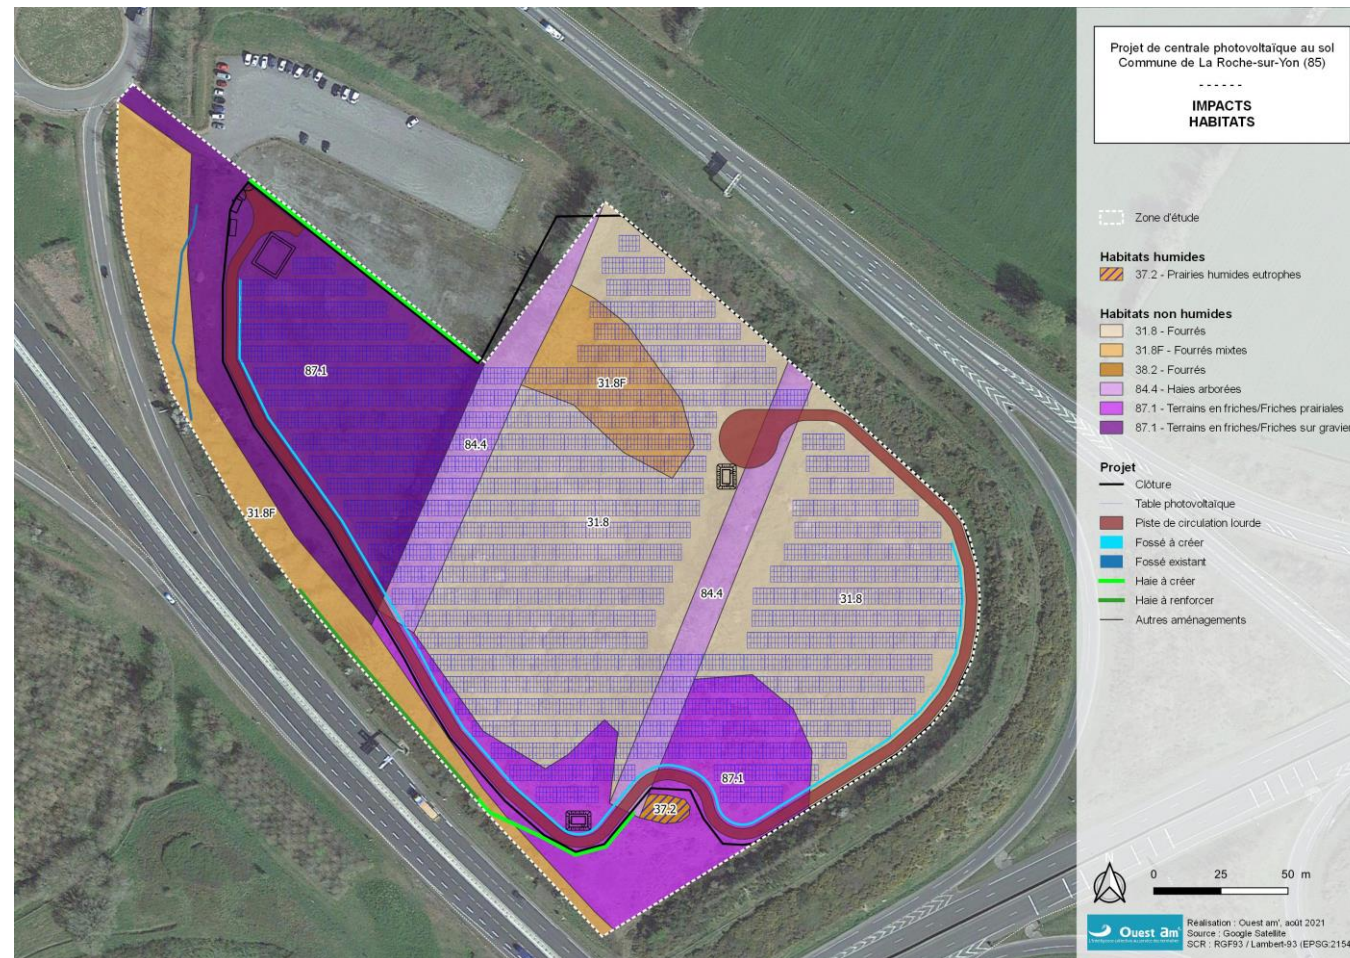 Projet de centrale photovoltaïque au sol
Commune de La Roche-sur-Yon (85)
------
IMPACTS
HABITATS
Zone d'étude
Habitats humides
37.2 - Prairies humides eutrophes
Habitats non humides
31.8 - Fourrés
31.8F - Fourrés mixtes
38.2 - Fourrés
84.4 - Haies arborées
87.1 - Terrains en friches/Friches prairiales
87.1 - Terrains en friches/Friches sur gravier
Projet
Clôture
Table photovoltaïque
Piste de circulation lourde
Fossé à créer
Fossé existant
Haie à créer
Haie à renforcer
Autres aménagements
87.1
31.8F
84.4
31.8F
31.8
84.4
31.8
87.1
37.2
0 25 50 m
Ouest am'
Réalisation : Ouest am', août 2021
Source : Google Satellite
SCR : RGF93 / Lambert-93 (EPSG:2154